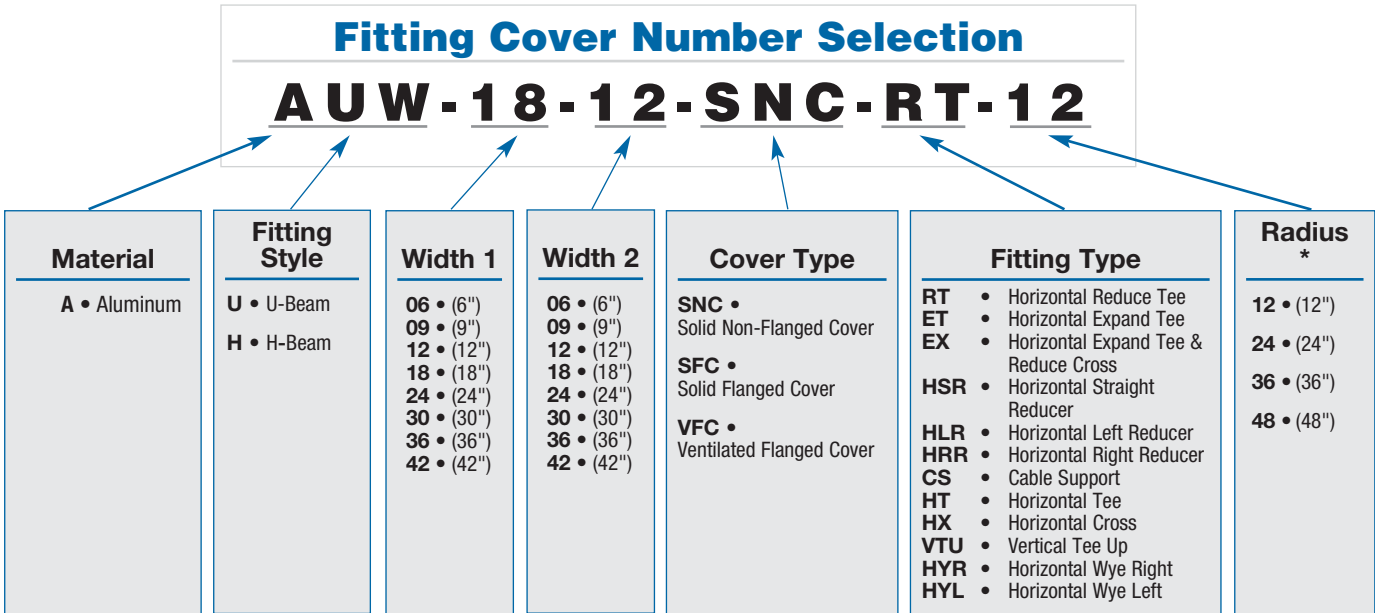 Fitting Cover Number Selection
AUW-18-12-SNC-RT-12
Material
A • Aluminum
Fitting
Style
U • U-Beam
H • H-Beam
Width 1
06 • (6")
09 • (9")
12 • (12")
18 • (18")
24 • (24")
30 • (30")
36 • (36")
42 • (42")
Width 2
06 • (6")
09 • (9")
12 • (12")
18 • (18")
24 • (24")
30 • (30")
36 • (36")
42 • (42")
Cover Type
SNC •
Solid Non-Flanged Cover
SFC •
Solid Flanged Cover
VFC •
Ventilated Flanged Cover
Fitting Type
RT • Horizontal Reduce Tee
ET • Horizontal Expand Tee
EX • Horizontal Expand Tee &
Reduce Cross
HSR • Horizontal Straight
Reducer
HLR • Horizontal Left Reducer
HRR • Horizontal Right Reducer
CS • Cable Support
HT • Horizontal Tee
HX • Horizontal Cross
VTU • Vertical Tee Up
HYR • Horizontal Wye Right
HYL • Horizontal Wye Left
Radius
*
12 • (12")
24 • (24")
36 • (36")
48 • (48")